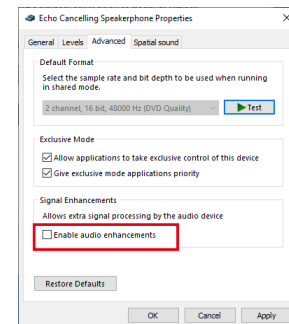 Echo Cancelling Speakerphone Properties
General Levels Advanced Spatial sound
Default Format
Select the sample rate and bit depth to be used when running
in shared mode.
2 channel, 16 bit, 48000 Hz (DVD Quality)
Test
Exclusive Mode
Allow applications to take exclusive control of this device
Give exclusive mode applications priority
Signal Enhancements
Allows extra signal processing by the audio device
Enable audio enhancements
Restore Defaults
OK Cancel Apply